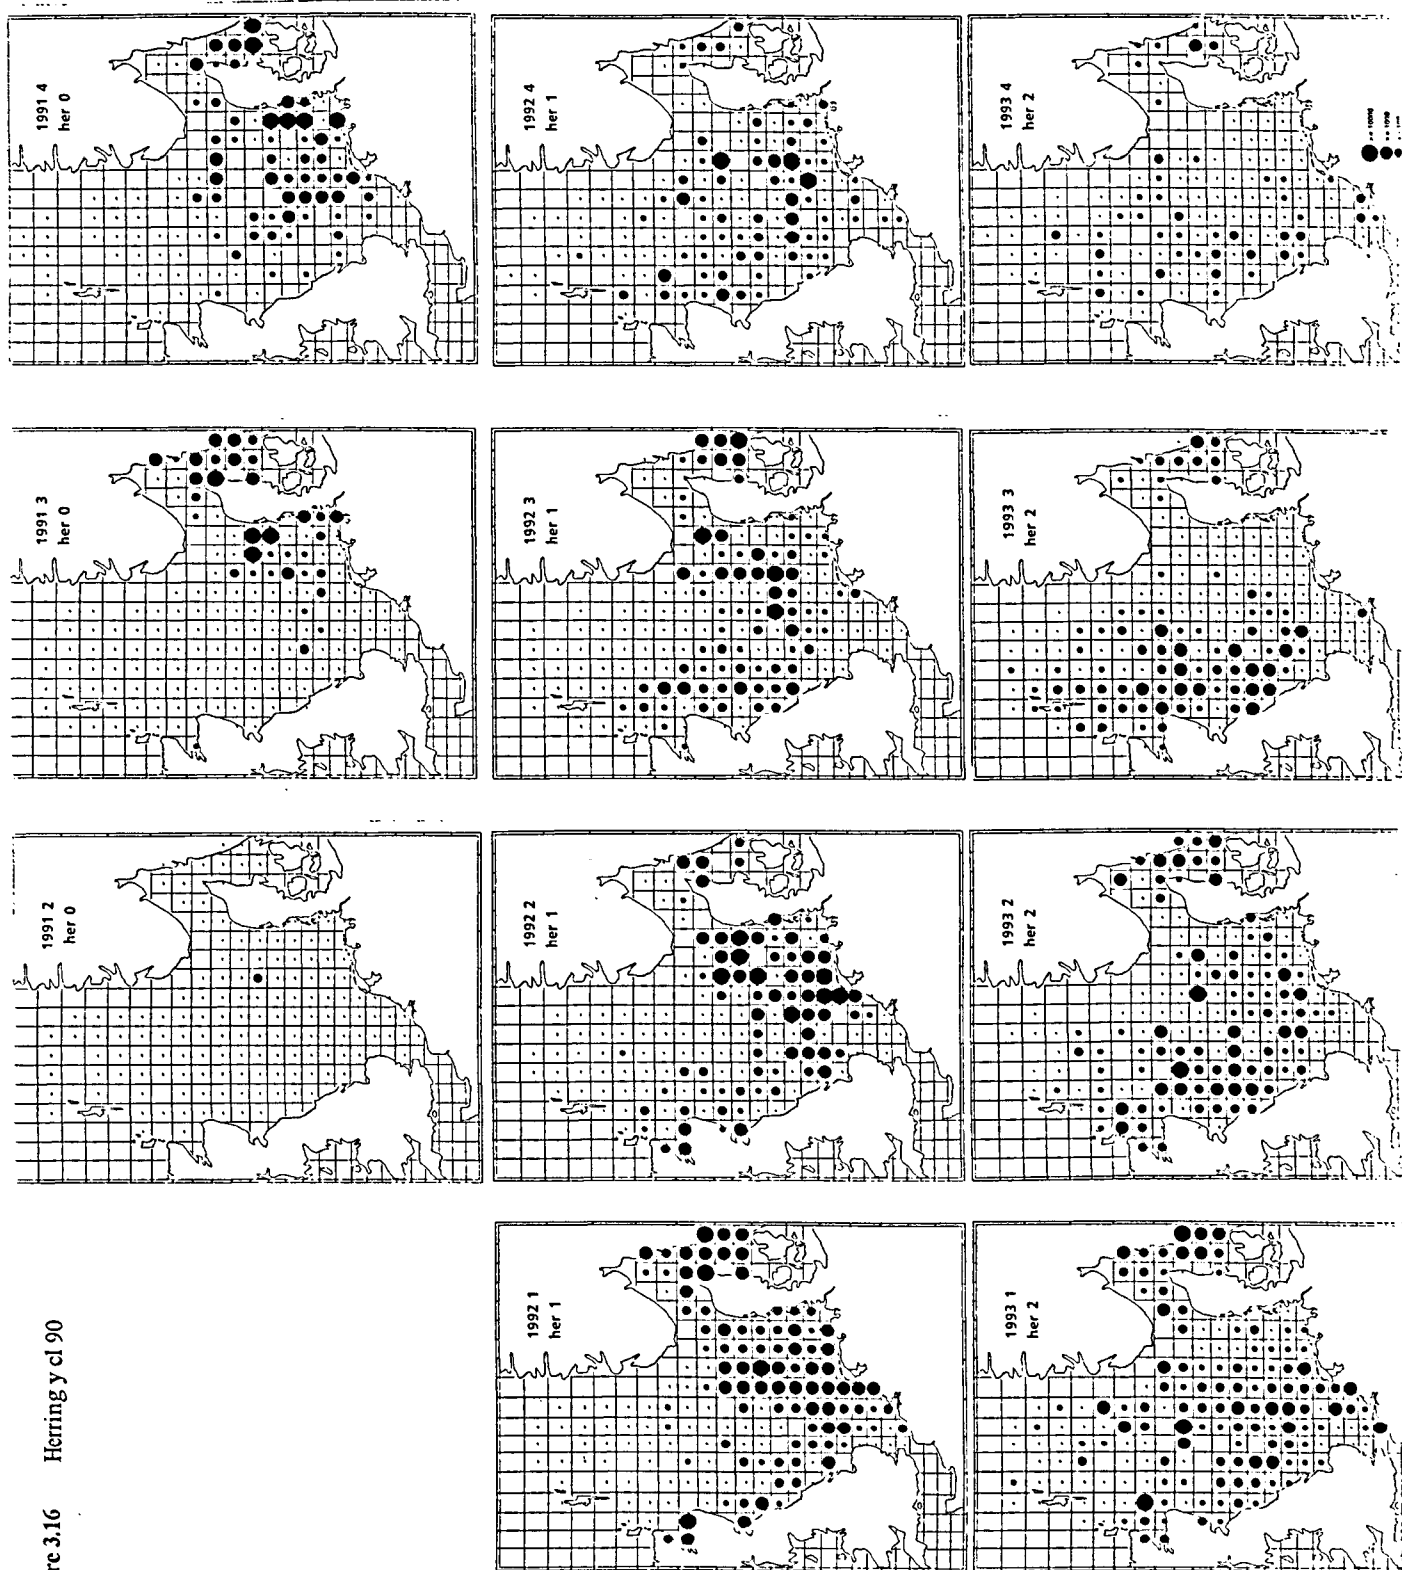 Figure 3.16 Herring y cl 90
1991 2
her 0
1991 3
her 0
1991 4
her 0
1992 1
her 1
1992 2
her 1
1992 3
her 1
1992 4
her 1
1993 1
her 2
1993 2
her 2
1993 3
her 2
1993 4
her 2